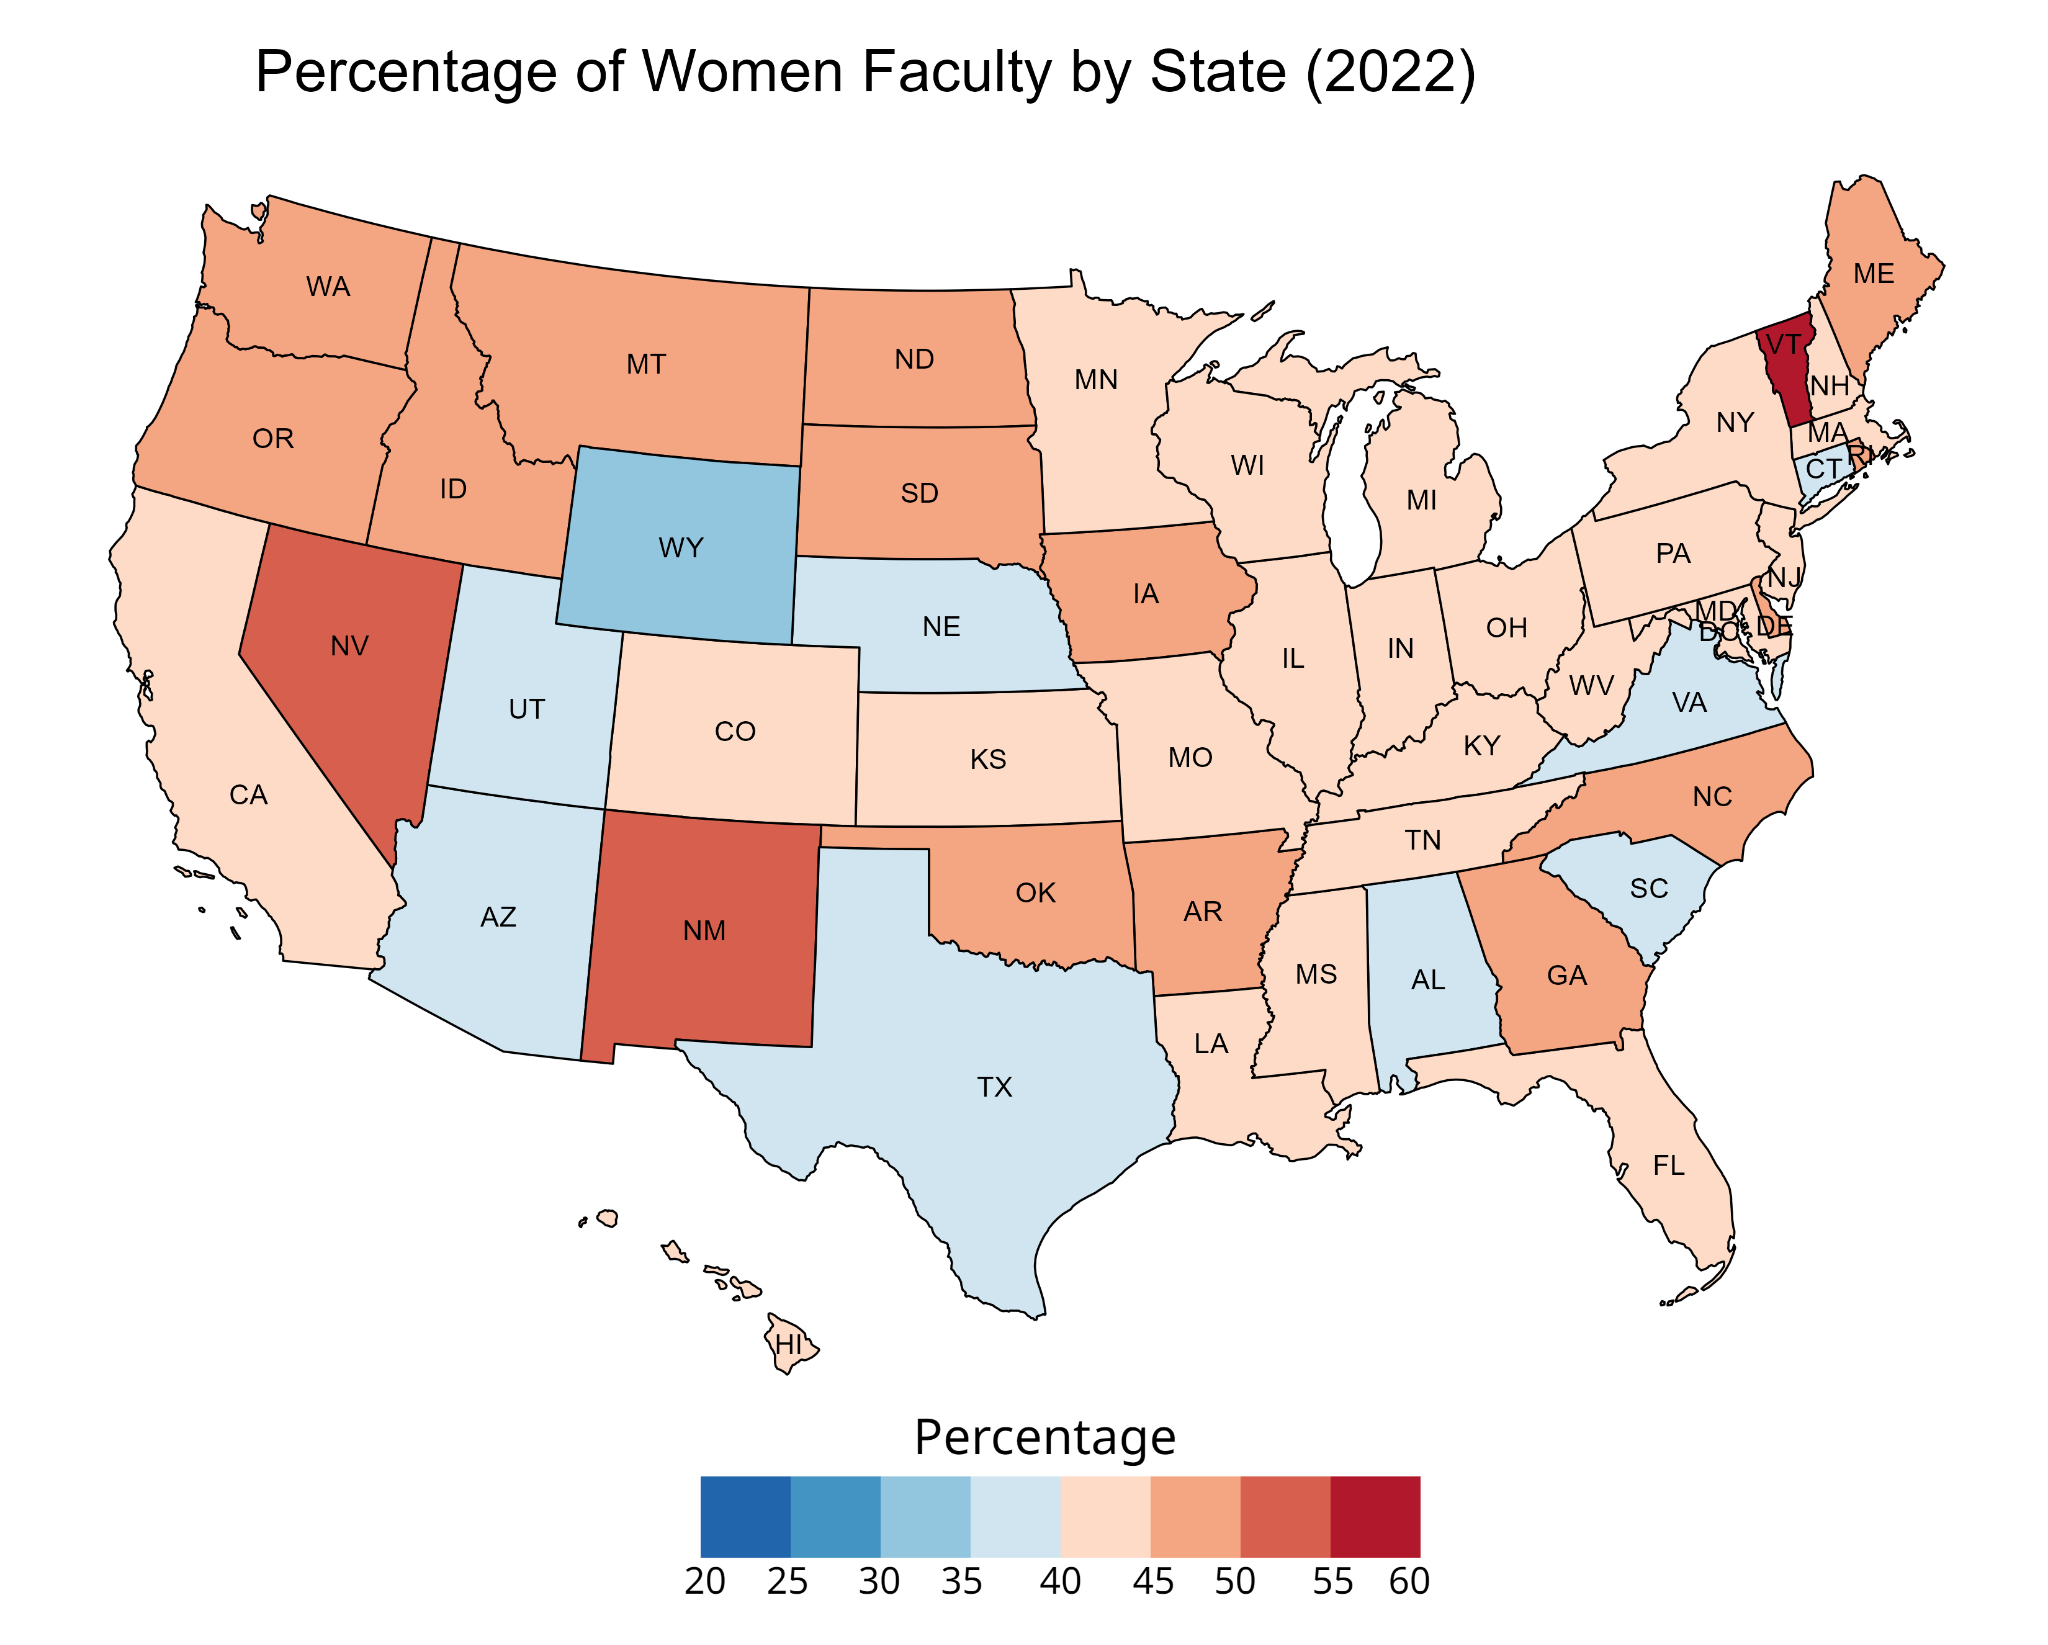 Percentage of Women Faculty by State (2022)
WA
ME
VT
MT
ND
MN
NH
OR
NY
MA
RI
WI
CT
ID
SD
MI
WY
PA
NJ
IA
MD
NE
OH
DE
DC
NV
IN
IL
WV
UT
VA
CO
KY
KS
MO
CA
NC
TN
OK
SC
AZ
AR
NM
MS
GA
AL
LA
TX
FL
HI
Percentage
20 25 30 35 40 45 50 55 60